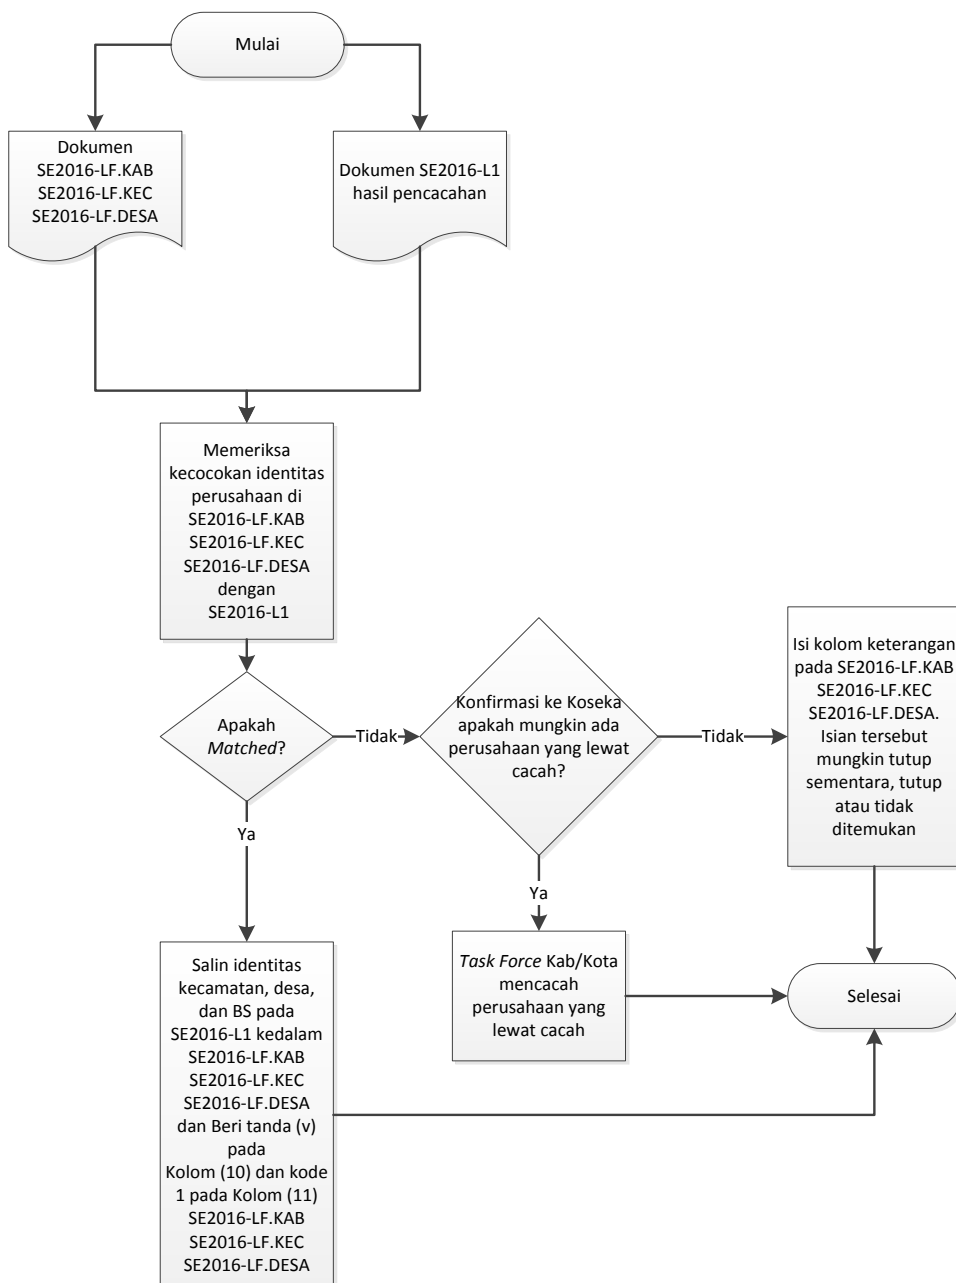 Mulai
Dokumen
SE2016-LF.KAB
SE2016-LF.KEC
SE2016-LF.DESA
Dokumen SE2016-L1
hasil pencacahan
Memeriksa
kecocokan identitas
perusahaan di
SE2016-LF.KAB
SE2016-LF.KEC
SE2016-LF.DESA
dengan
SE2016-L1
Apakah
Matched?
Tidak
Konfirmasi ke Koseka
apakah mungkin ada
perusahaan yang lewat
cacah?
Tidak
Isi kolom keterangan
pada SE2016-LF.KAB
SE2016-LF.KEC
SE2016-LF.DESA.
Isian tersebut
mungkin tutup
sementara, tutup
atau tidak
ditemukan
Ya
Ya
Salin identitas
kecamatan, desa,
dan BS pada
SE2016-L1 kedalam
SE2016-LF.KAB
SE2016-LF.KEC
SE2016-LF.DESA
dan Beri tanda (v)
pada
Kolom (10) dan kode
1 pada Kolom (11)
SE2016-LF.KAB
SE2016-LF.KEC
SE2016-LF.DESA
Task Force Kab/Kota
mencacah
perusahaan yang
lewat cacah
Selesai